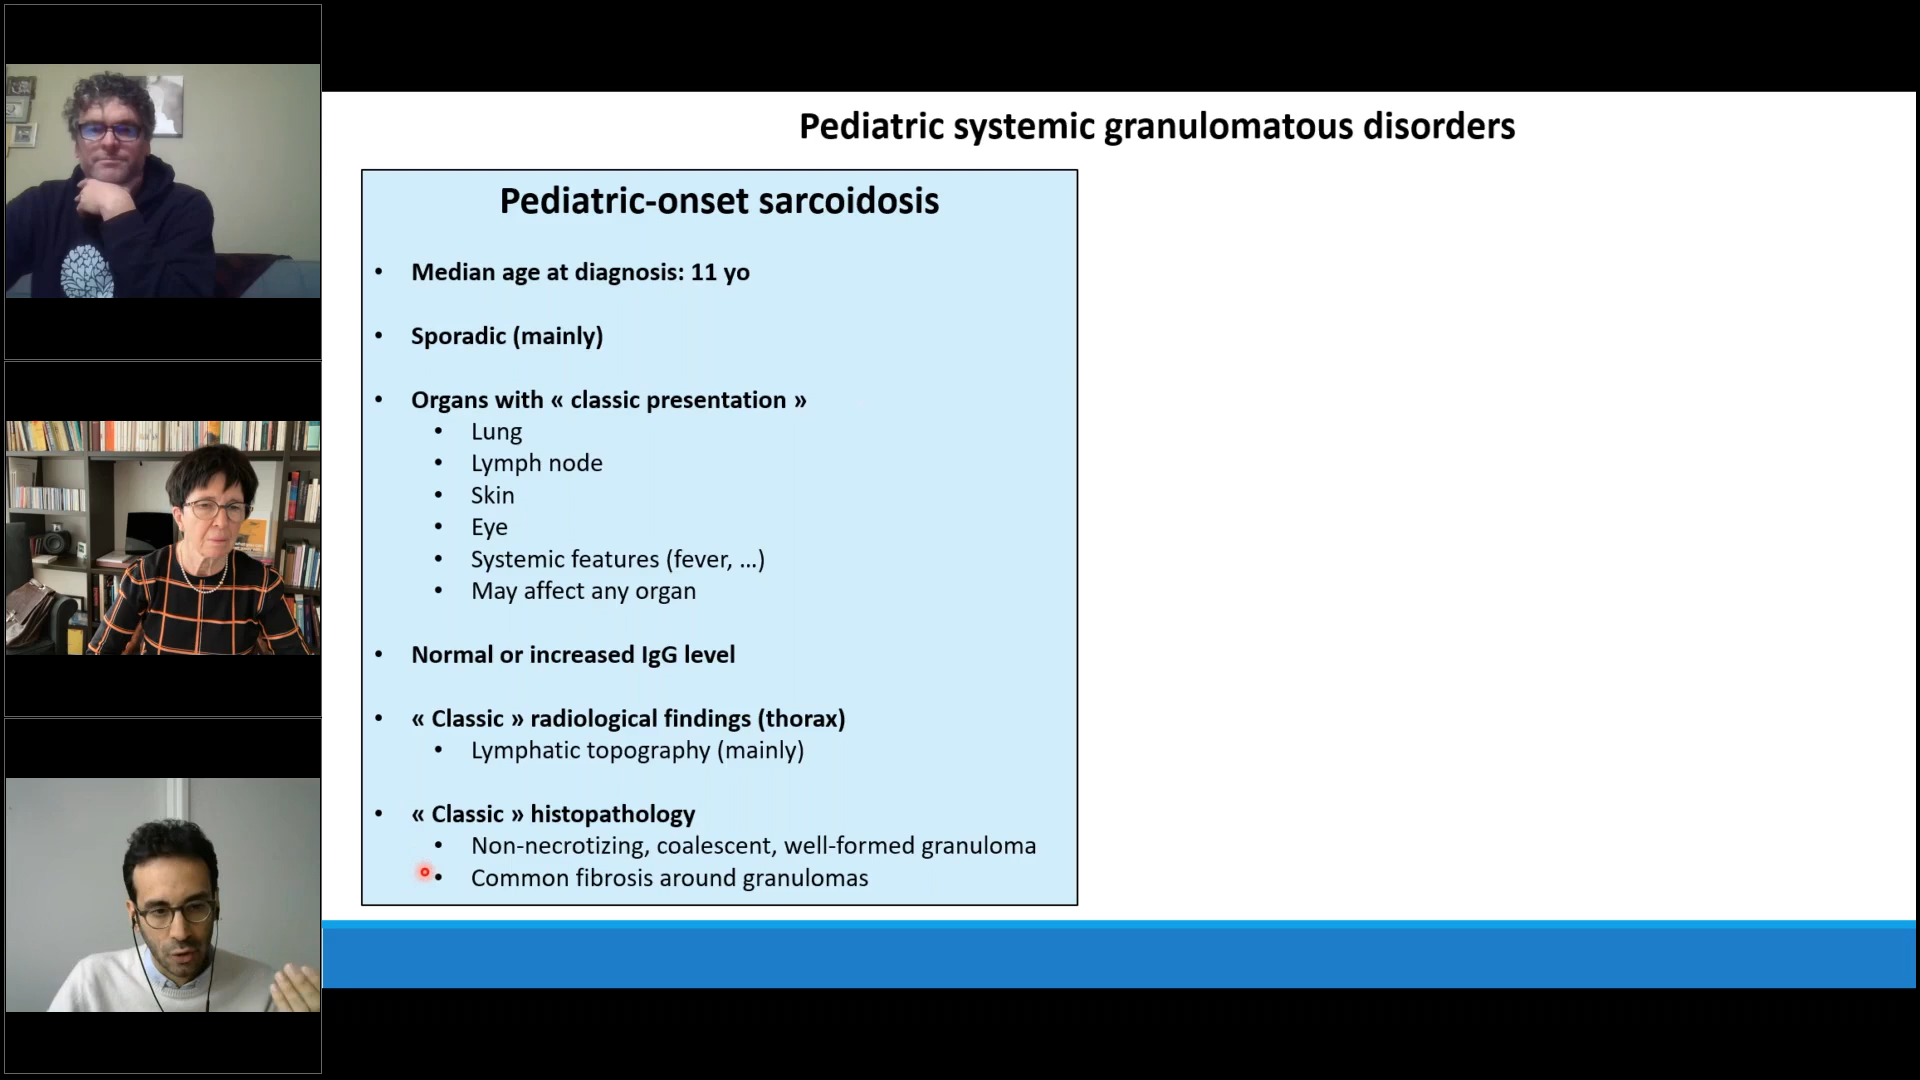 Pediatric systemic granulomatous disorders
Pediatric-onset sarcoidosis
• Median age at diagnosis: 11 yo
• Sporadic (mainly)
• Organs with « classic presentation »
• Lung
• Lymph node
• Skin
• Eye
• Systemic features (fever, ...)
• May affect any organ
• Normal or increased IgG level
• « Classic » radiological findings (thorax)
• Lymphatic topography (mainly)
• « Classic » histopathology
• Non-necrotizing, coalescent, well-formed granuloma
• Common fibrosis around granulomas